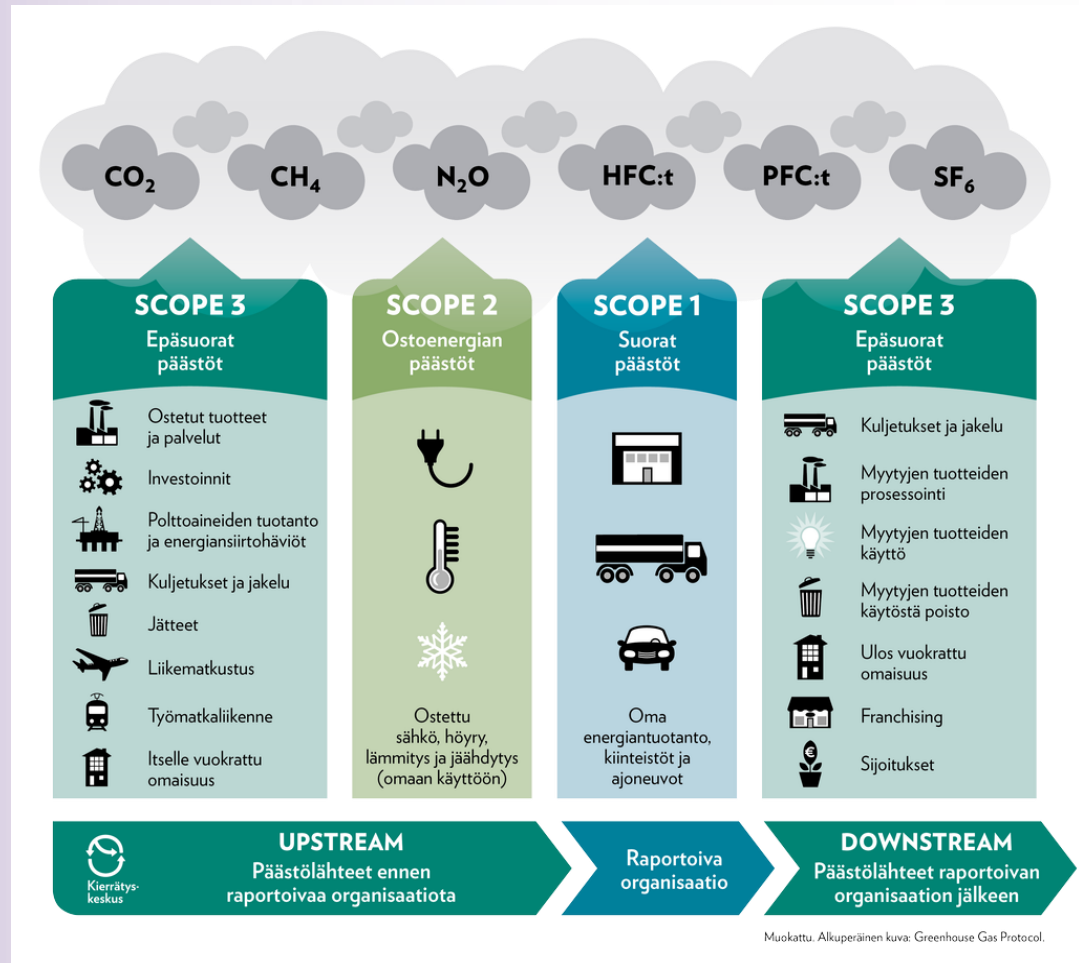 CO₂
CH₄
N₂O
HFC:t
PFC:t
SF₆
SCOPE 3
Epäsuorat
päästöt
Ostetut tuotteet
ja palvelut
Investoinnit
Polttoaineiden tuotanto
ja energiansiirtohäviöt
Kuljetukset ja jakelu
Jätteet
Liikematkustus
Työmatkaliikenne
Itselle vuokrattu
omaisuus
SCOPE 2
Ostoenergian
päästöt
Ostettu
sähkö, höyry,
lämmitys ja jäähdytys
(omaan käyttöön)
SCOPE 1
Suorat
päästöt
Oma
energiantuotanto,
kiinteistöt ja
ajoneuvot
SCOPE 3
Epäsuorat
päästöt
Kuljetukset ja jakelu
Myytyjen tuotteiden
prosessointi
Myytyjen tuotteiden
käyttö
Myytyjen tuotteiden
käytöstä poisto
Ulos vuokrattu
omaisuus
Franchising
€
Sijoitukset
Kierrätys-
keskus
UPSTREAM
Päästölähteet ennen
raportoivaa organisaatiota
Raportoiva
organisaatio
DOWNSTREAM
Päästölähteet raportoivan
organisaation jälkeen
Muokattu. Alkuperäinen kuva: Greenhouse Gas Protocol.